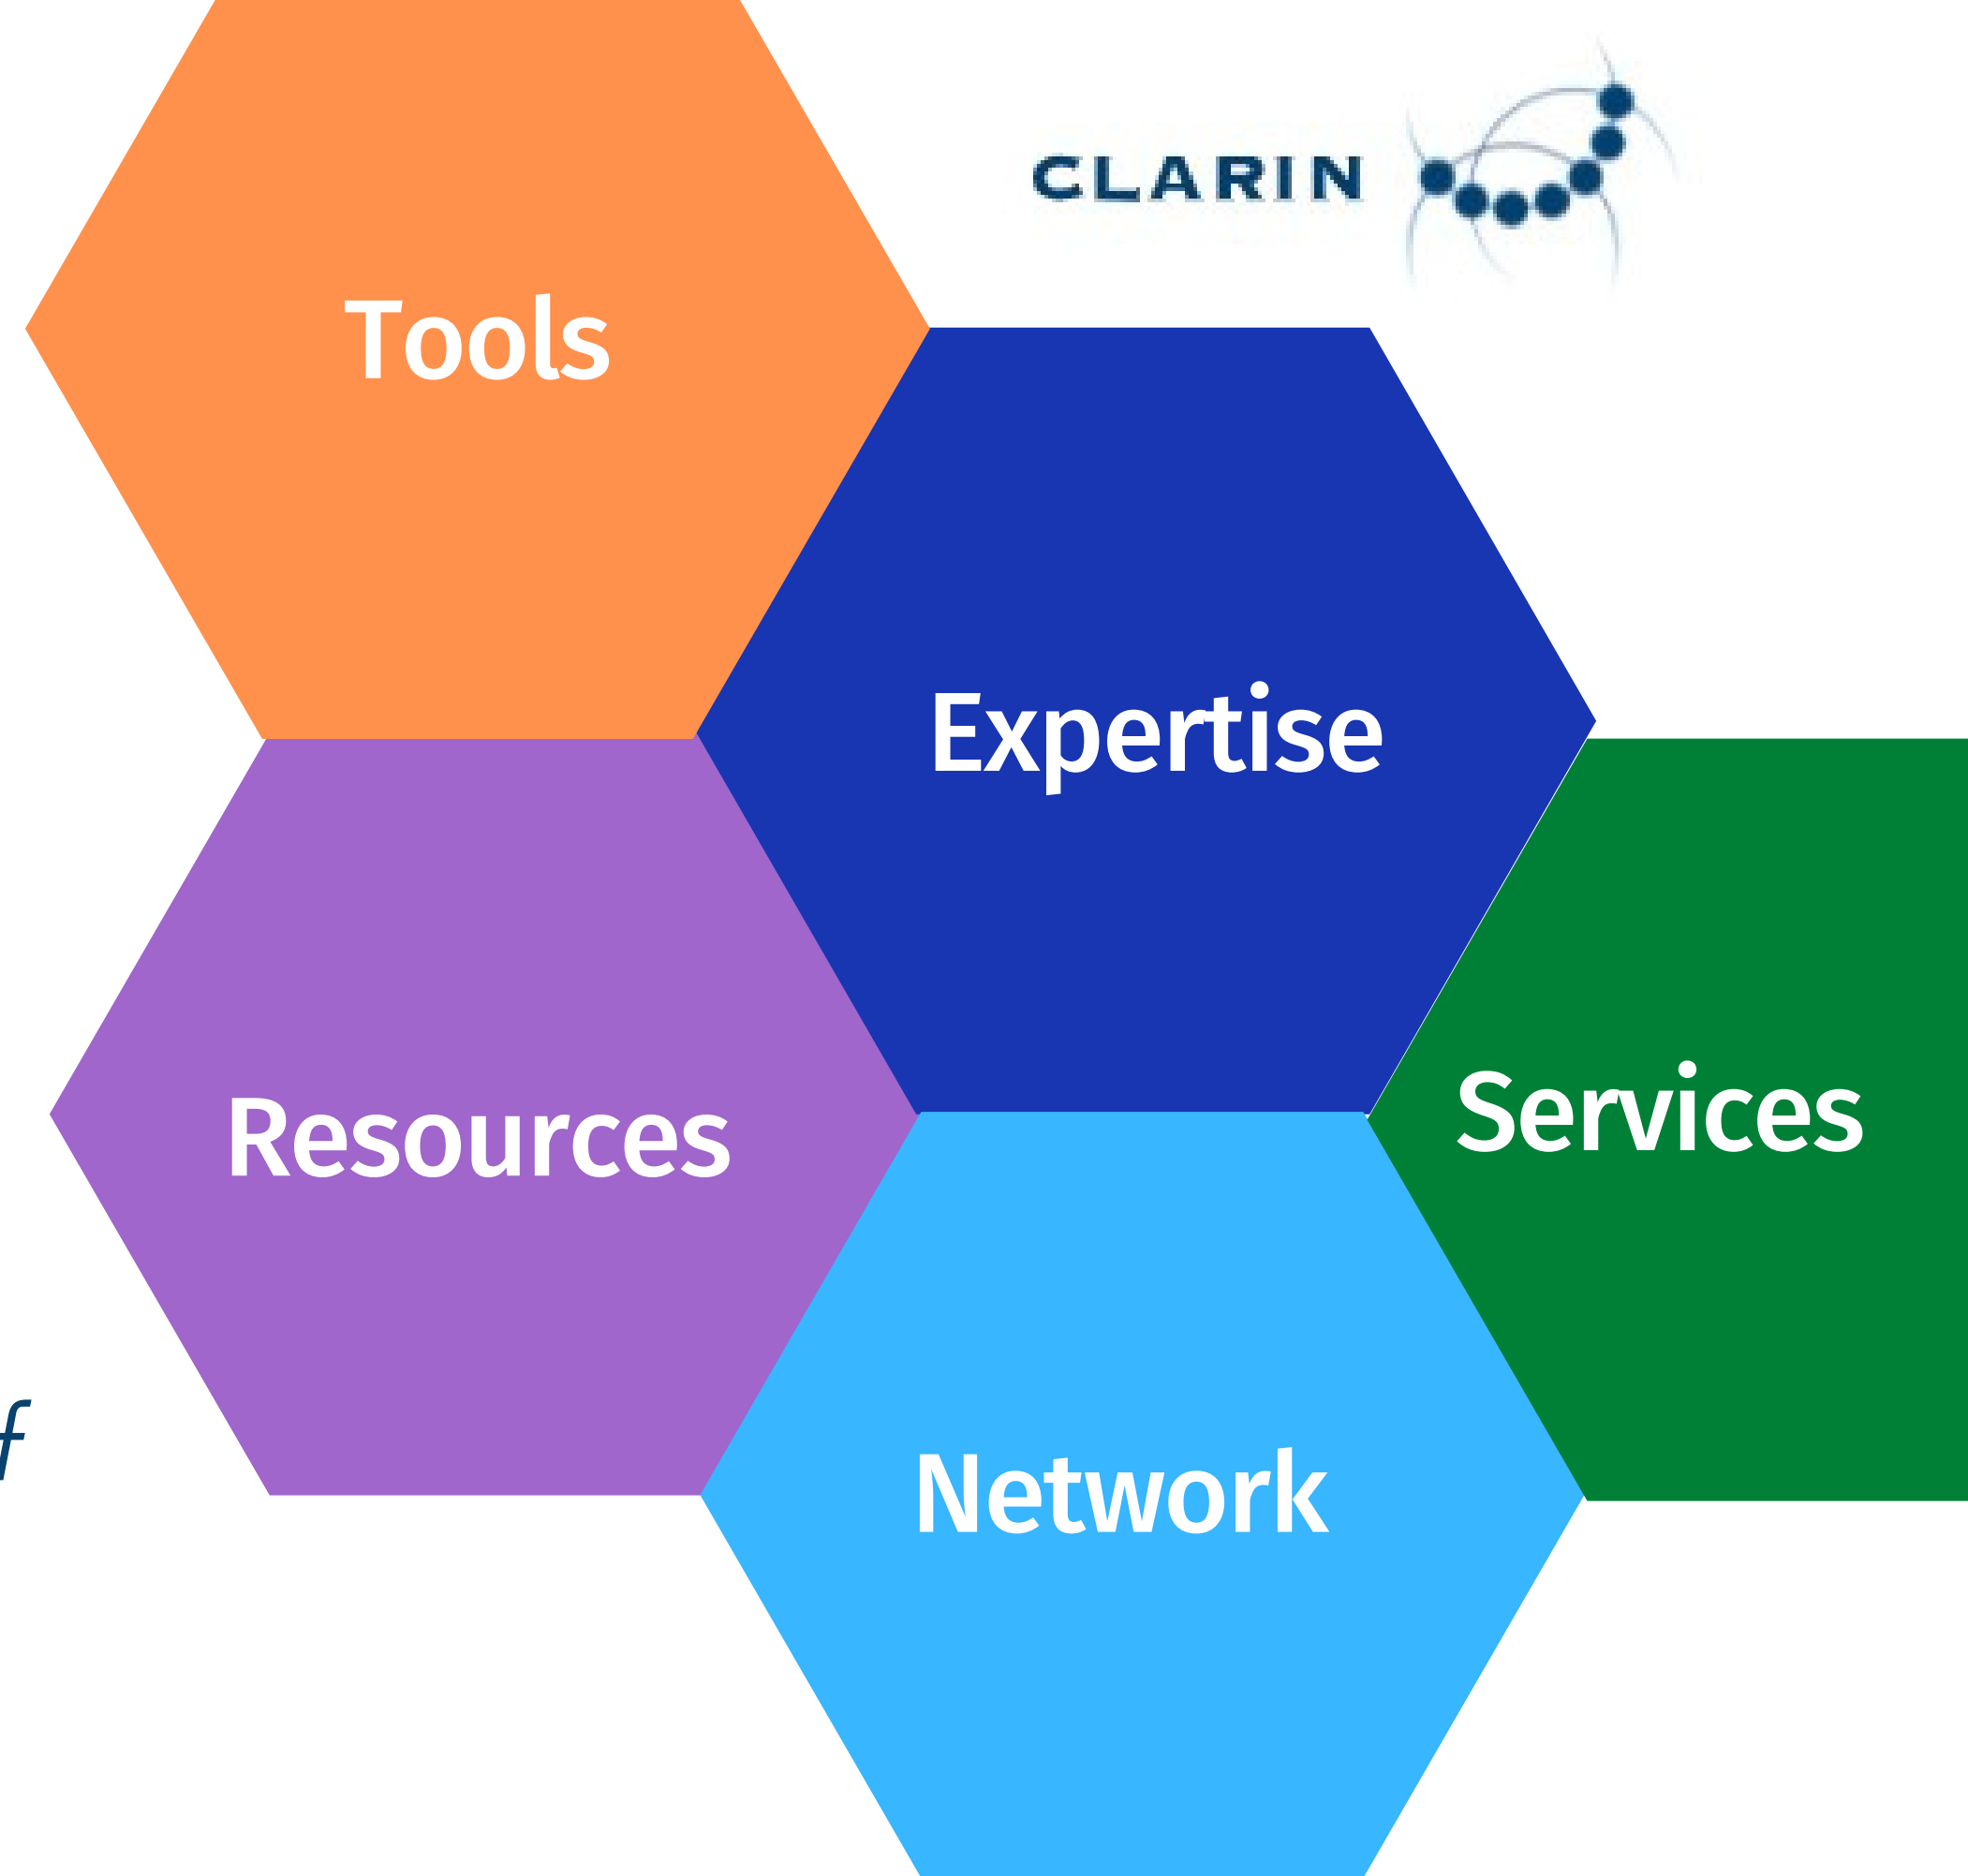 CLARIN
Tools
Expertise
Services
Resources
f
Network